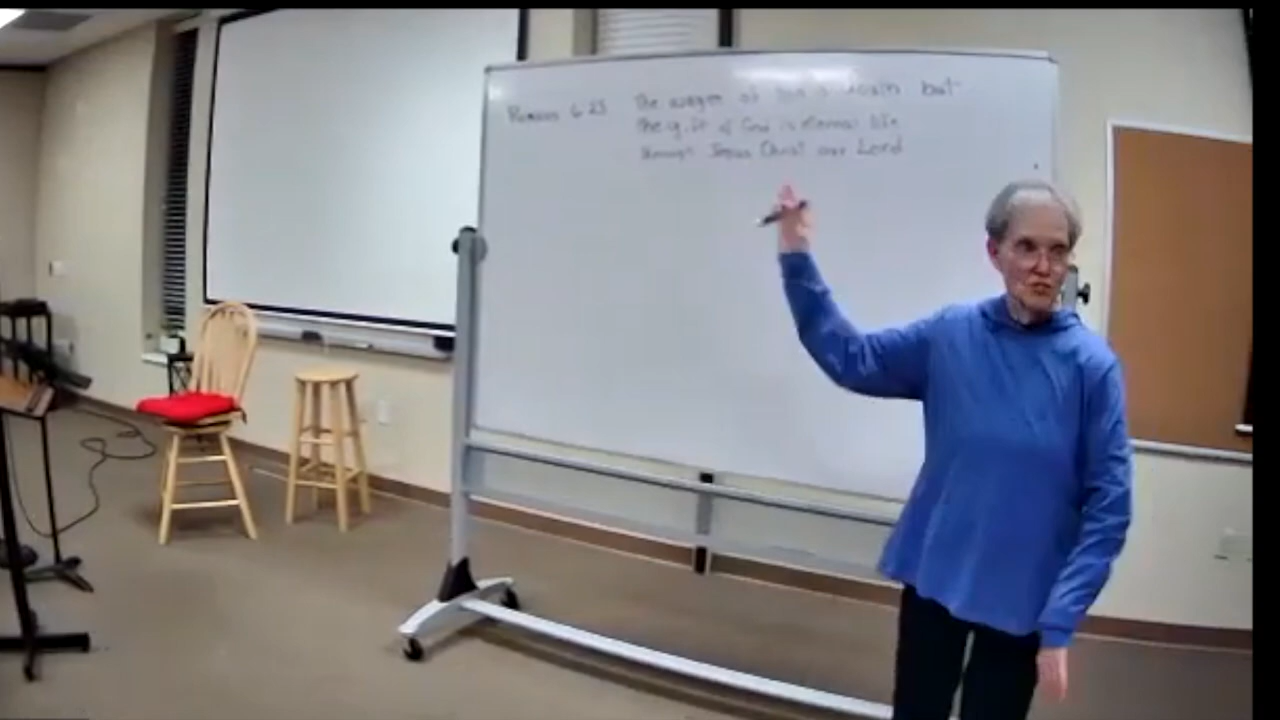 Romans 6:23 The wages of sin is death but
the gift of God is eternal life
through Jesus Christ our Lord